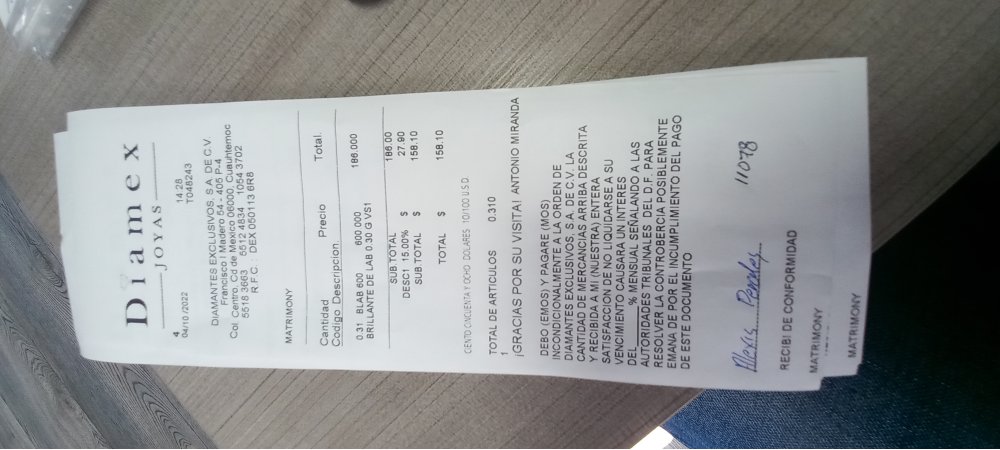 Diamex
JOYAS
4
04/10/2022 14:28
T048243
DIAMANTES EXCLUSIVOS, S.A. DE C.V.
Francisco I Madero 54 - 405 P-4
Col. Centro, Cd de Mexico 06000, Cuauhtemoc
5518 3663 5512 4834 1054 3702
R.F.C. : DEX 050113 6R8
MATRIMONY
Cantidad
Codigo Descripcion Precio Total.
0.31 BLAB 600 600.000 186.000
BRILLANTE DE LAB 0.30 G VS1
SUB TOTAL 186.00
DESC1 15.00% $ 27.90
SUB TOTAL $ 158.10
TOTAL $ 158.10
CIENTO CINCUENTA Y OCHO DOLARES 10/100 U.S.D.
TOTAL DE ARTICULOS 0.310
1
¡GRACIAS POR SU VISITA! ANTONIO MIRANDA
DEBO (EMOS) Y PAGARE (MOS)
INCONDICIONALMENTE A LA ORDEN DE
DIAMANTES EXCLUSIVOS, S.A. DE C.V. LA
CANTIDAD DE MERCANCIAS ARRIBA DESCRITA
Y RECIBIDA A MI (NUESTRA) ENTERA
SATISFACCION DE NO LIQUIDARSE A SU
VENCIMIENTO CAUSARA UN INTERES
DEL ______% MENSUAL SEÑALANDO A LAS
AUTORIDADES TRIBUNALES DEL D.F. PARA
RESOLVER LA CONTROBERCIA POSIBLEMENTE
EMANA DE POR EL INCUMPLIMIENTO DEL PAGO
DE ESTE DOCUMENTO
Alexis Perales 11078
RECIBI DE CONFORMIDAD
MATRIMONY
MATRIMONY
MATRIMONY